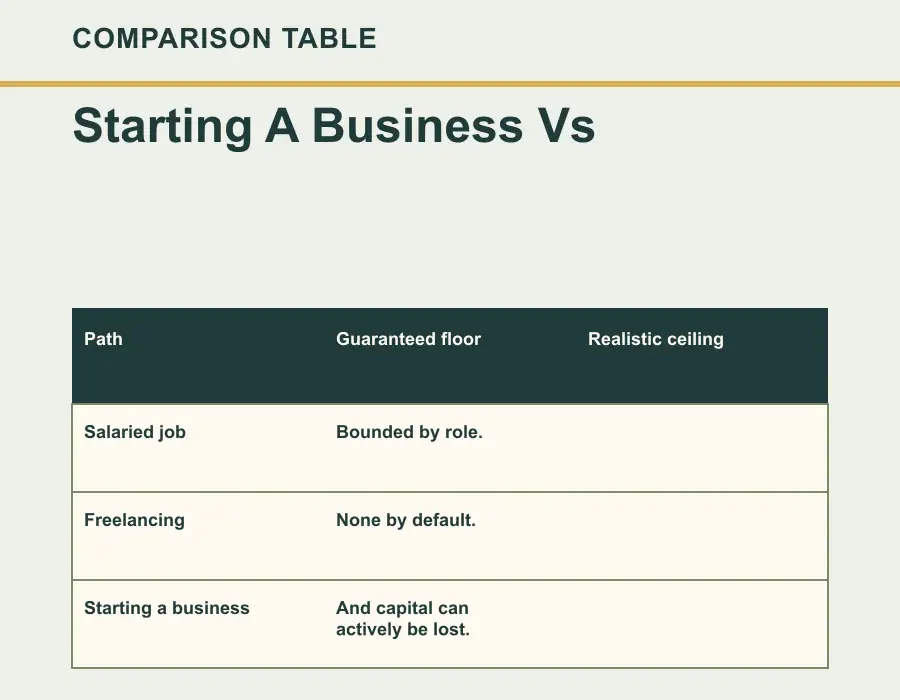 COMPARISON TABLE
Starting A Business Vs
Path Guaranteed floor Realistic ceiling
Salaried job Bounded by role.
Freelancing None by default.
Starting a business And capital can
actively be lost.